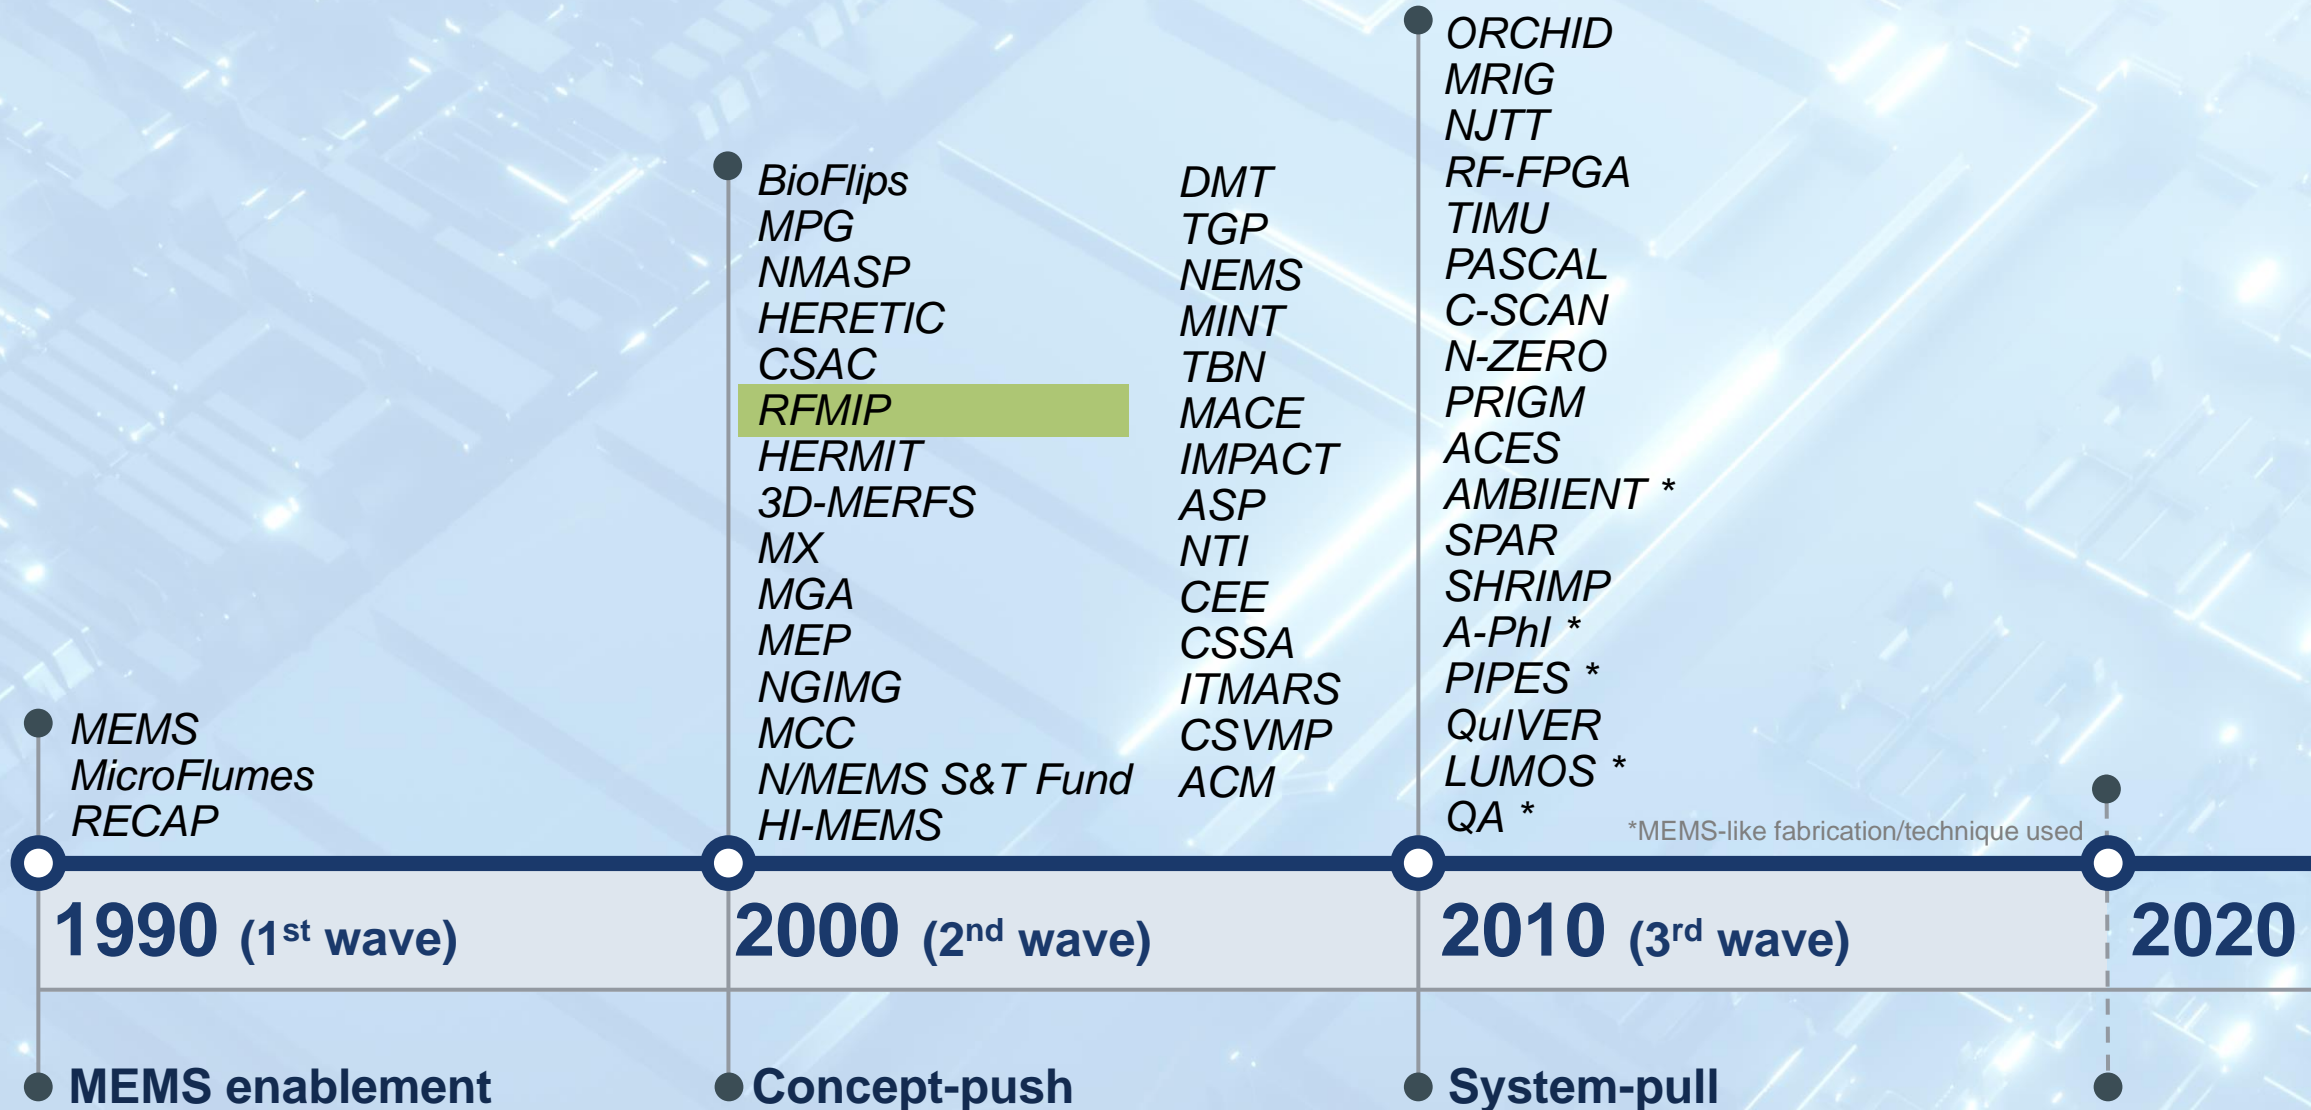 MEMS
MicroFlumes
RECAP
BioFlips
MPG
NMASP
HERETIC
CSAC
RFMIP
HERMIT
3D-MERFS
MX
MGA
MEP
NGIMG
MCC
N/MEMS S&T Fund
HI-MEMS
DMT
TGP
NEMS
MINT
TBN
MACE
IMPACT
ASP
NTI
CEE
CSSA
ITMARS
CSVMP
ACM
ORCHID
MRIG
NJTT
RF-FPGA
TIMU
PASCAL
C-SCAN
N-ZERO
PRIGM
ACES
AMBIIENT *
SPAR
SHRIMP
A-PhI *
PIPES *
QuIVER
LUMOS *
QA *
*MEMS-like fabrication/technique used
1990 (1st wave)
2000 (2nd wave)
2010 (3rd wave)
2020
MEMS enablement
Concept-push
System-pull